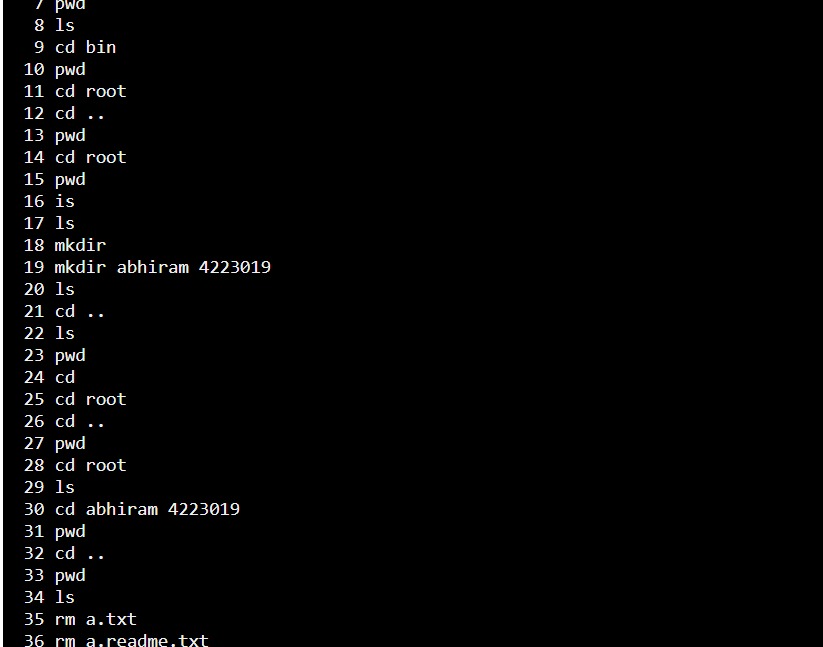 7 pwd
8 ls
9 cd bin
10 pwd
11 cd root
12 cd ..
13 pwd
14 cd root
15 pwd
16 is
17 ls
18 mkdir
19 mkdir abhiram 4223019
20 ls
21 cd ..
22 ls
23 pwd
24 cd
25 cd root
26 cd ..
27 pwd
28 cd root
29 ls
30 cd abhiram 4223019
31 pwd
32 cd ..
33 pwd
34 ls
35 rm a.txt
36 rm a.readme.txt